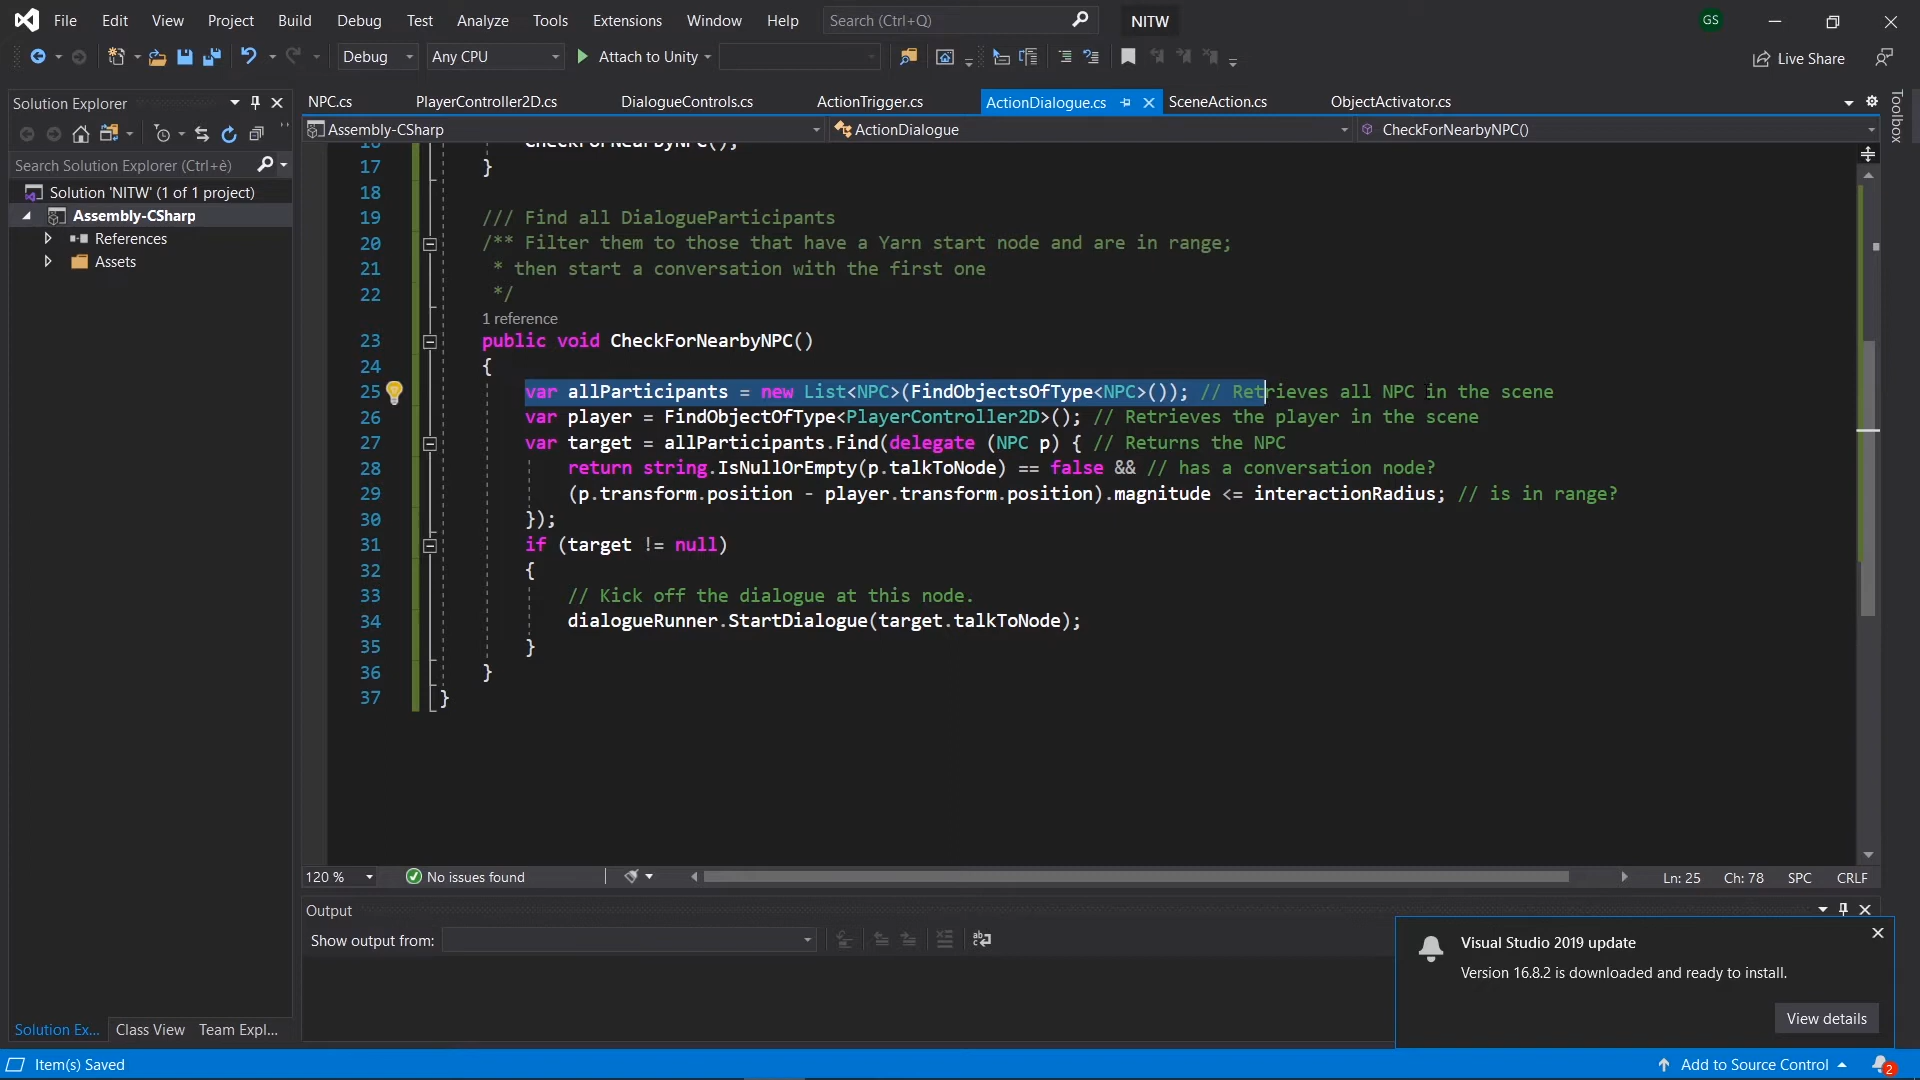 File Edit View Project Build Debug Test Analyze Tools Extensions Window Help Search (Ctrl+Q) NITW GS
Debug Any CPU Attach to Unity Live Share
Solution Explorer
Search Solution Explorer (Ctrl+è)
Solution 'NITW' (1 of 1 project)
Assembly-CSharp
References
Assets
Solution Ex... Class View Team Expl...
NPC.cs PlayerController2D.cs DialogueControls.cs ActionTrigger.cs ActionDialogue.cs SceneAction.cs ObjectActivator.cs
Toolbox
Assembly-CSharp ActionDialogue CheckForNearbyNPC()
16 CheckForNearbyNPC();
17 }
18
19 /// Find all DialogueParticipants
20 /** Filter them to those that have a Yarn start node and are in range;
21 * then start a conversation with the first one
22 */
1 reference
23 public void CheckForNearbyNPC()
24 {
25 var allParticipants = new List<NPC>(FindObjectsOfType<NPC>()); // Retrieves all NPC in the scene
26 var player = FindObjectOfType<PlayerController2D>(); // Retrieves the player in the scene
27 var target = allParticipants.Find(delegate (NPC p) { // Returns the NPC
28 return string.IsNullOrEmpty(p.talkToNode) == false && // has a conversation node?
29 (p.transform.position - player.transform.position).magnitude <= interactionRadius; // is in range?
30 });
31 if (target != null)
32 {
33 // Kick off the dialogue at this node.
34 dialogueRunner.StartDialogue(target.talkToNode);
35 }
36 }
37 }
120 % No issues found Ln: 25 Ch: 78 SPC CRLF
Output
Show output from:
Visual Studio 2019 update
Version 16.8.2 is downloaded and ready to install.
View details
Item(s) Saved Add to Source Control 2